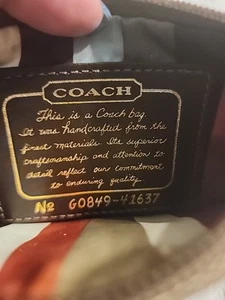 COACH
This is a Coach bag.
It was handcrafted from the
finest materials. Its superior
craftsmanship and attention to
detail reflect our commitment
to enduring quality.
No G0849-41637